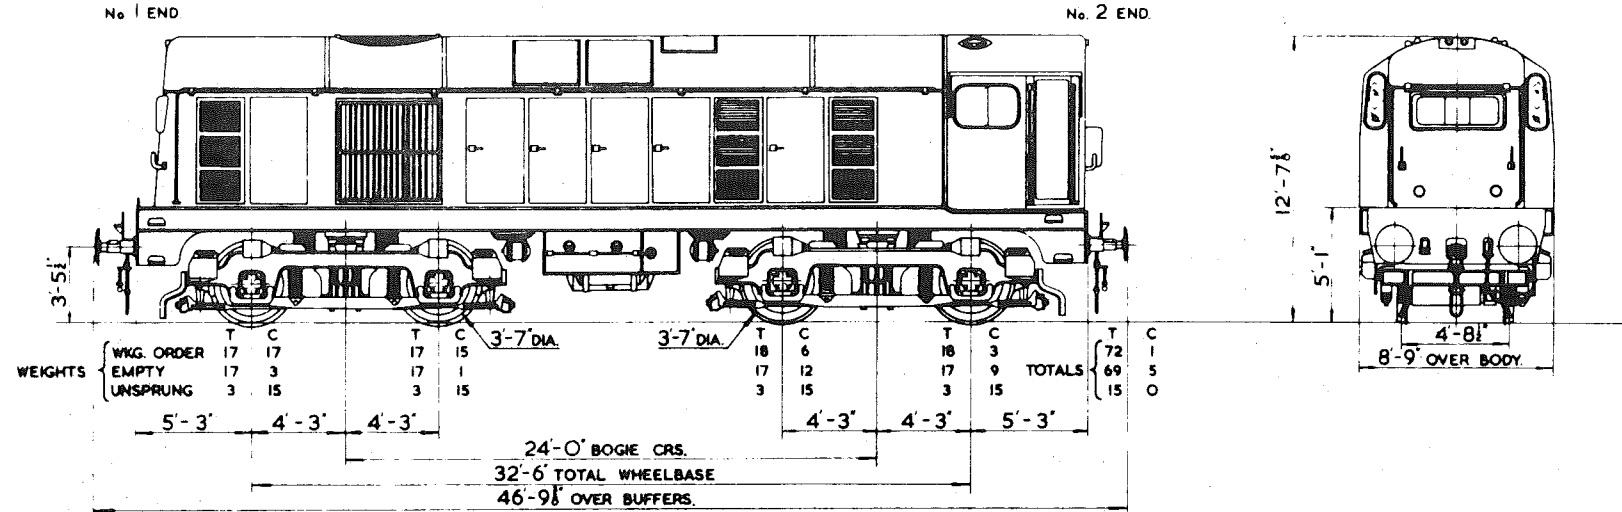 No 1 END
No. 2 END.
12'-7⅝"
3'-5½"
5'-1"
3'-7" DIA.
3'-7" DIA.
4'-8½"
8'-9" OVER BODY.
T C T C T C T C T C
WKG. ORDER 17 17 17 15 18 6 18 3 72 1
WEIGHTS EMPTY 17 3 17 1 17 12 17 9 TOTALS 69 5
UNSPRUNG 3 15 3 15 3 15 3 15 15 0
5'-3" 4'-3" 4'-3" 4'-3" 4'-3" 5'-3"
24'-0" BOGIE CRS.
32'-6" TOTAL WHEELBASE
OVER BUFFERS.